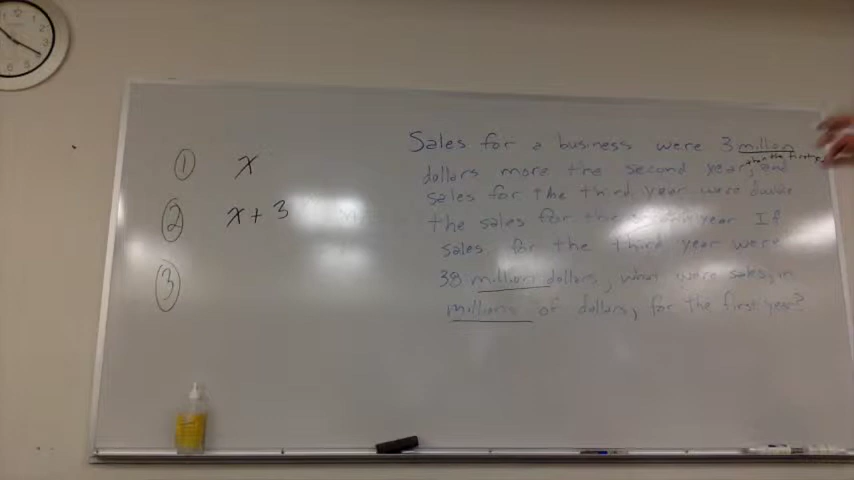 ① x
② x + 3
③
Sales for a business were 3 million
than the first
dollars more the second year, and
sales for the third year were double
the sales for the year If
sales for the third year were
38 million dollars, what were sales, in
millions of dollars, for the first year?